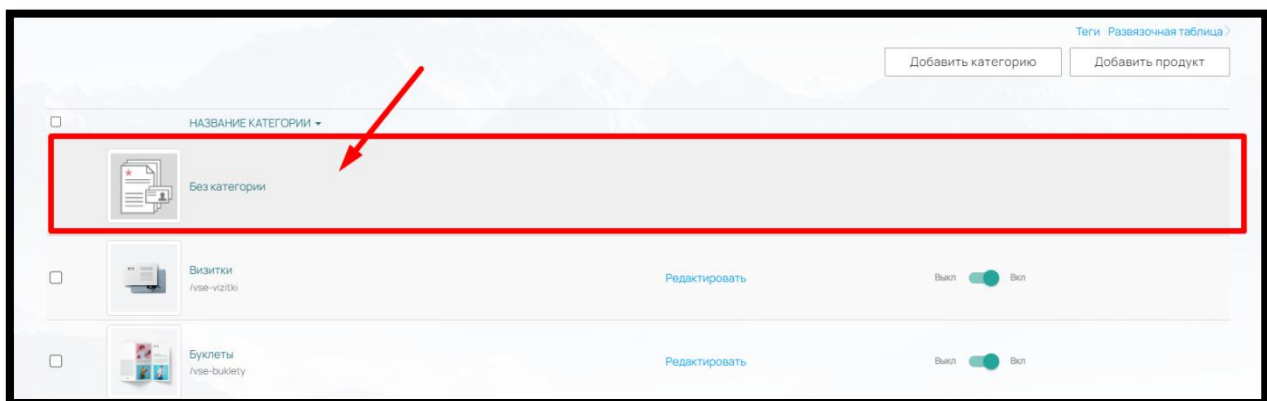 Теги Развязочная таблица
Добавить категорию Добавить продукт
НАЗВАНИЕ КАТЕГОРИИ
Без категории
Визитки
/vse-vizitki
Редактировать
Выкл Вкл
Буклеты
/vse-buklety
Редактировать
Выкл Вкл